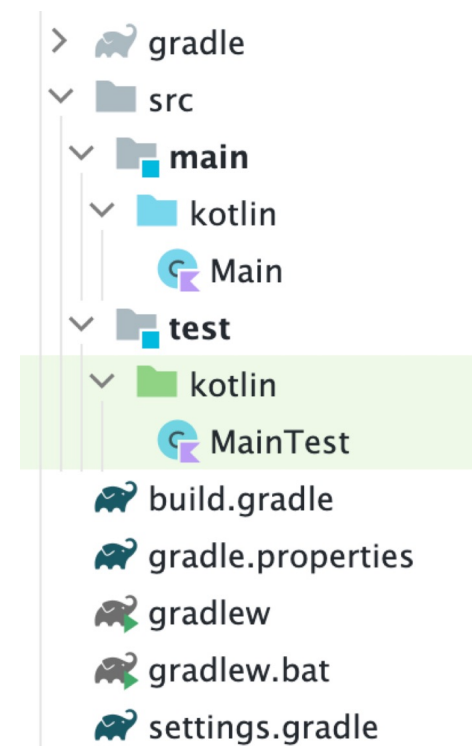 gradle
src
main
kotlin
Main
test
kotlin
MainTest
build.gradle
gradle.properties
gradlew
gradlew.bat
settings.gradle